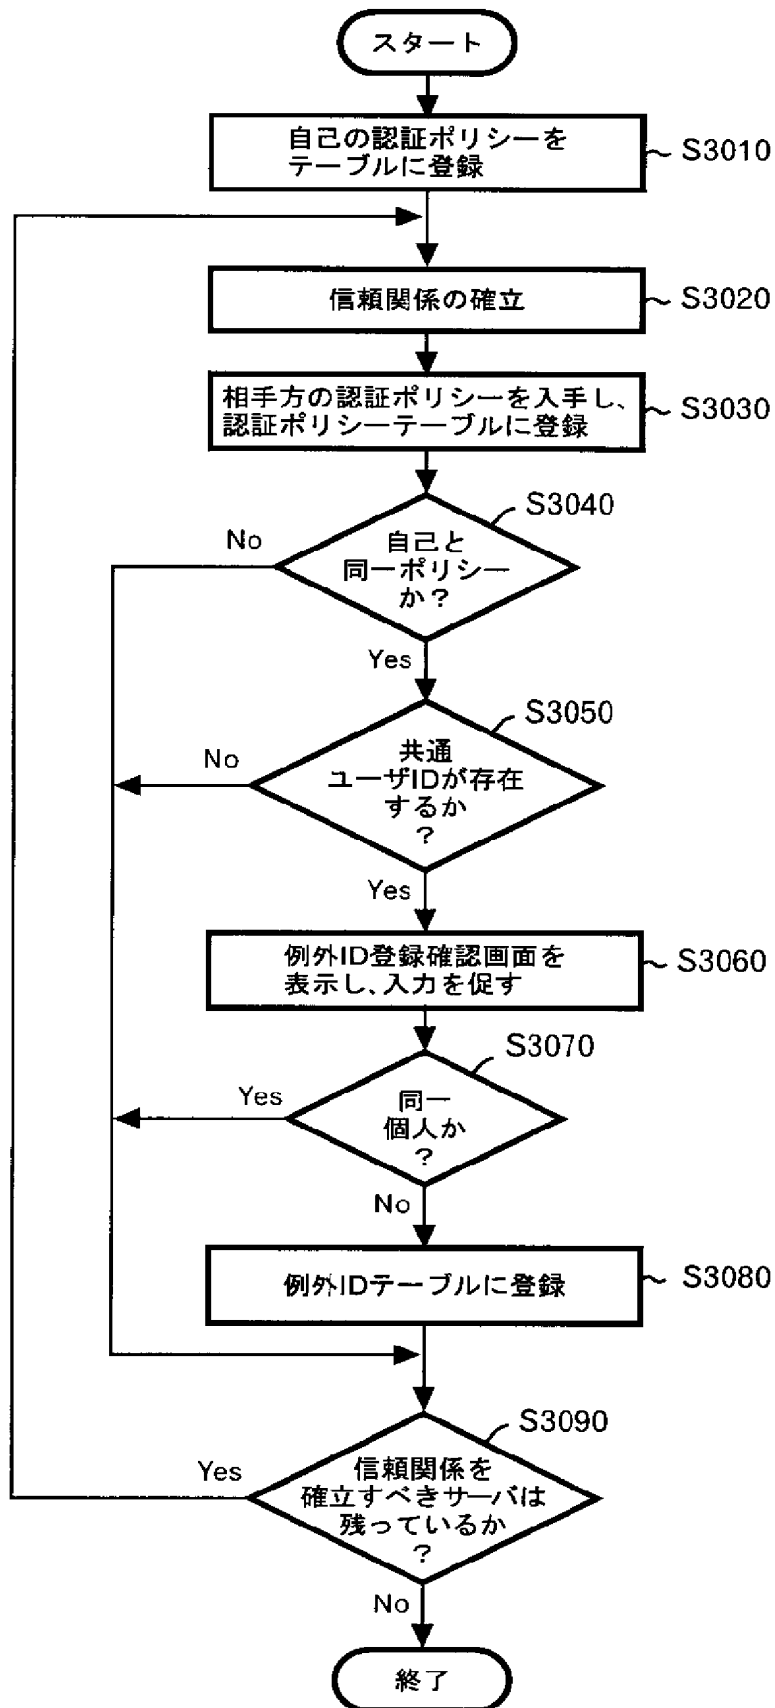 スタート
自己の認証ポリシーを
テーブルに登録
S3010
信頼関係の確立
S3020
相手方の認証ポリシーを入手し、
認証ポリシーテーブルに登録
S3030
S3040
No
自己と
同一ポリシー
か？
Yes
S3050
No
共通
ユーザIDが存在
するか
？
Yes
例外ID登録確認画面を
表示し、入力を促す
S3060
S3070
Yes
同一
個人か
？
No
例外IDテーブルに登録
S3080
S3090
Yes
信頼関係を
確立すべきサーバは
残っているか
？
No
終了